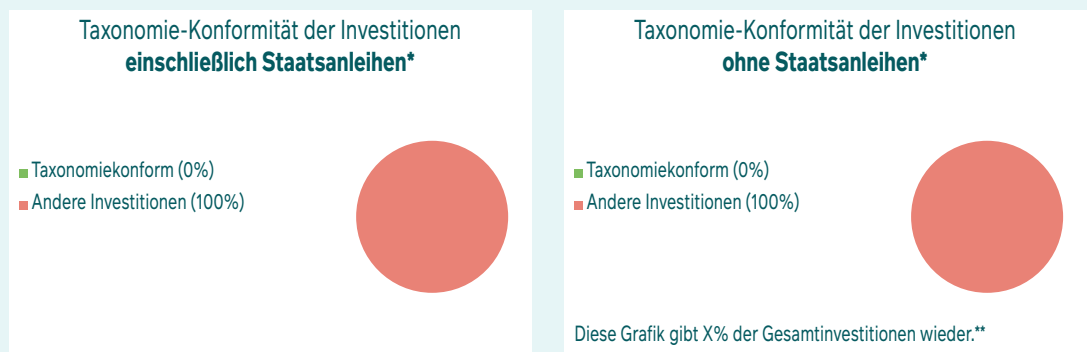 Taxonomie-Konformität der Investitionen
einschließlich Staatsanleihen*
Taxonomiekonform (0%)
Andere Investitionen (100%)
Taxonomie-Konformität der Investitionen
ohne Staatsanleihen*
Taxonomiekonform (0%)
Andere Investitionen (100%)
Diese Grafik gibt X% der Gesamtinvestitionen wieder.**